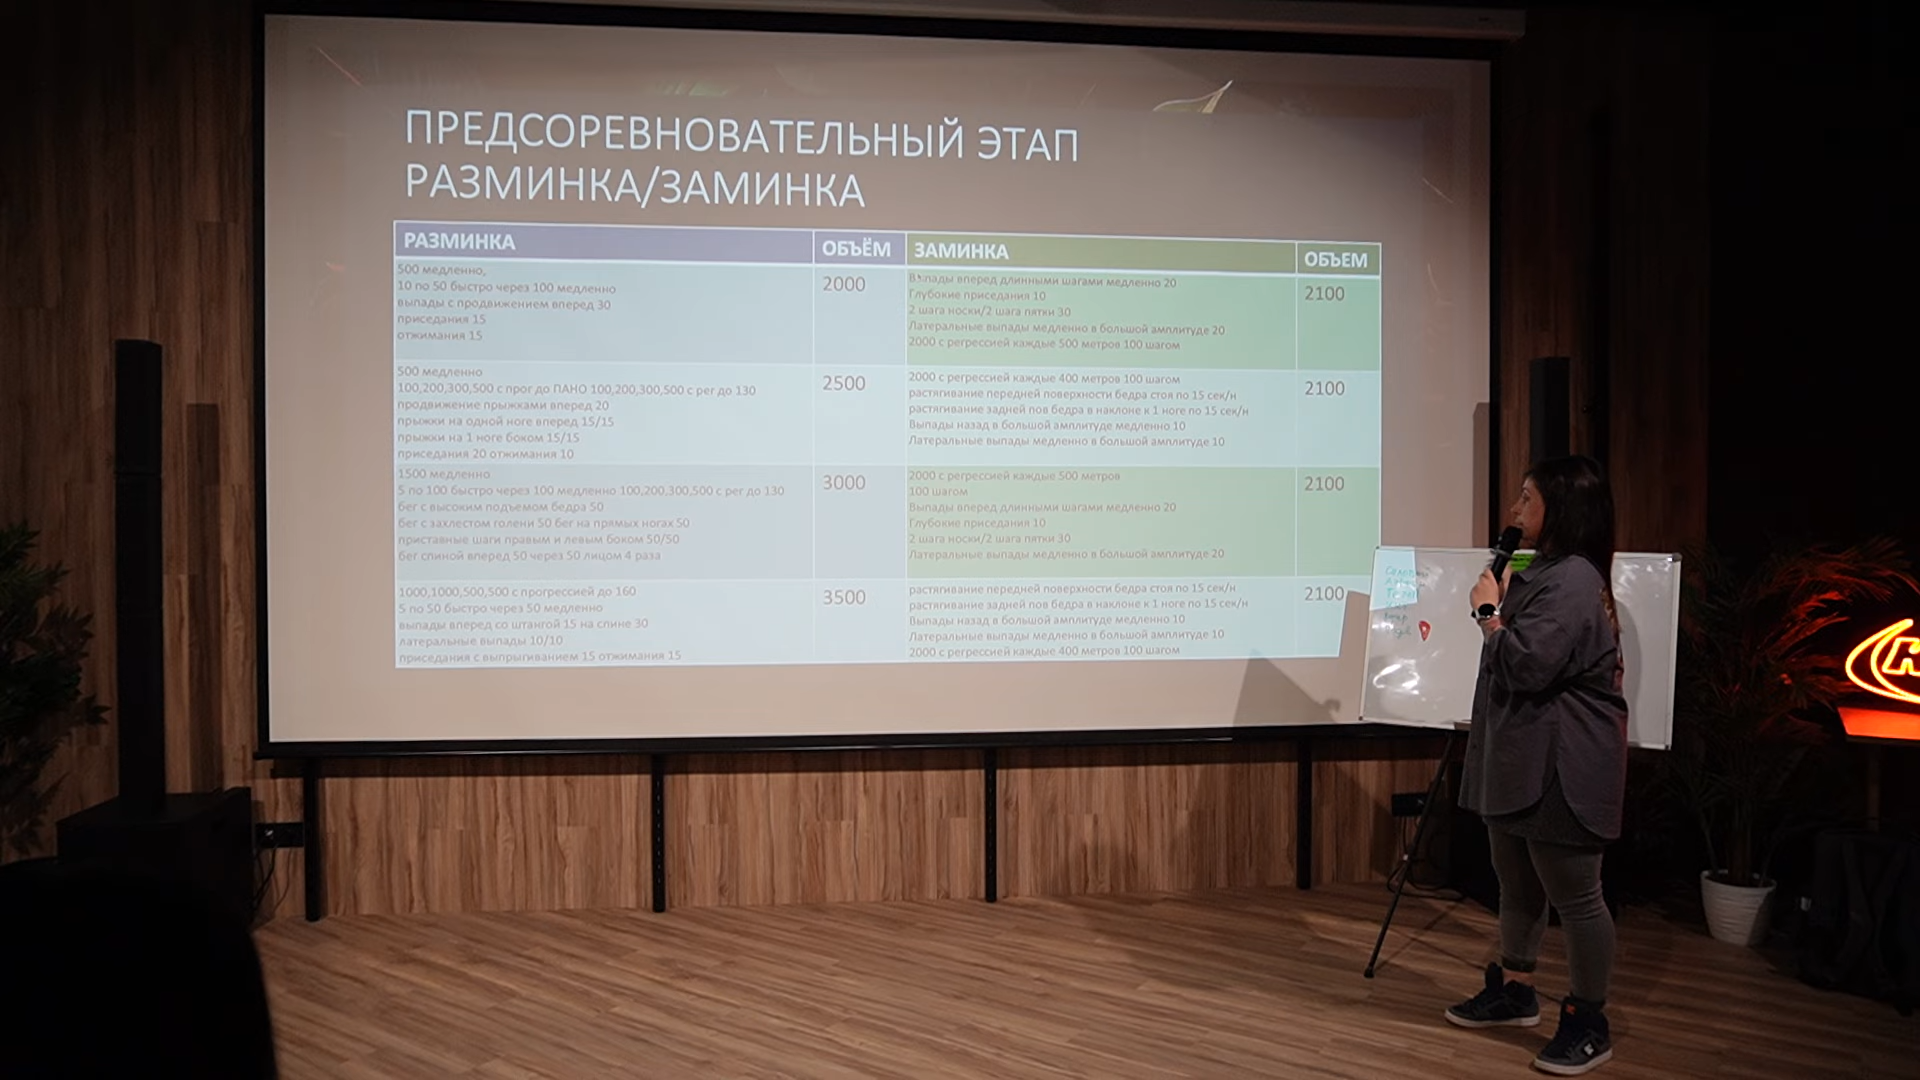 ПРЕДСОРЕВНОВАТЕЛЬНЫЙ ЭТАП
РАЗМИНКА/ЗАМИНКА
РАЗМИНКА
ОБЪЁМ
ЗАМИНКА
ОБЪЕМ
500 медленно,
10 по 50 быстро через 100 медленно
выпады с продвижением вперед 30
приседания 15
отжимания 15
2000
Выпады вперед длинными шагами медленно 20
Глубокие приседания 10
2 шага носки/2 шага пятки 30
Латеральные выпады медленно в большой амплитуде 20
2000 с регрессией каждые 500 метров 100 шагом
2100
500 медленно
100,200,300,500 с прог до ПАНО 100,200,300,500 с рег до 130
продвижение прыжками вперед 20
прыжки на одной ноге вперед 15/15
прыжки на 1 ноге боком 15/15
приседания 20 отжимания 10
2500
2000 с регрессией каждые 400 метров 100 шагом
растягивание передней поверхности бедра стоя по 15 сек/н
растягивание задней пов бедра в наклоне к 1 ноге по 15 сек/н
Выпады назад в большой амплитуде медленно 10
Латеральные выпады медленно в большой амплитуде 10
2100
1500 медленно
5 по 100 быстро через 100 медленно 100,200,300,500 с рег до 130
бег с высоким подъемом бедра 50
бег с захлестом голени 50 бег на прямых ногах 50
приставные шаги правым и левым боком 50/50
бег спиной вперед 50 через 50 лицом 4 раза
3000
2000 с регрессией каждые 500 метров
100 шагом
Выпады вперед длинными шагами медленно 20
Глубокие приседания 10
2 шага носки/2 шага пятки 30
Латеральные выпады медленно в большой амплитуде 20
2100
1000,1000,500,500 с прогрессией до 160
5 по 50 быстро через 50 медленно
выпады вперед со штангой 15 на спине 30
латеральные выпады 10/10
приседания с выпрыгиванием 15 отжимания 15
3500
растягивание передней поверхности бедра стоя по 15 сек/н
растягивание задней пов бедра в наклоне к 1 ноге по 15 сек/н
Выпады назад в большой амплитуде медленно 10
Латеральные выпады медленно в большой амплитуде 10
2000 с регрессией каждые 400 метров 100 шагом
2100